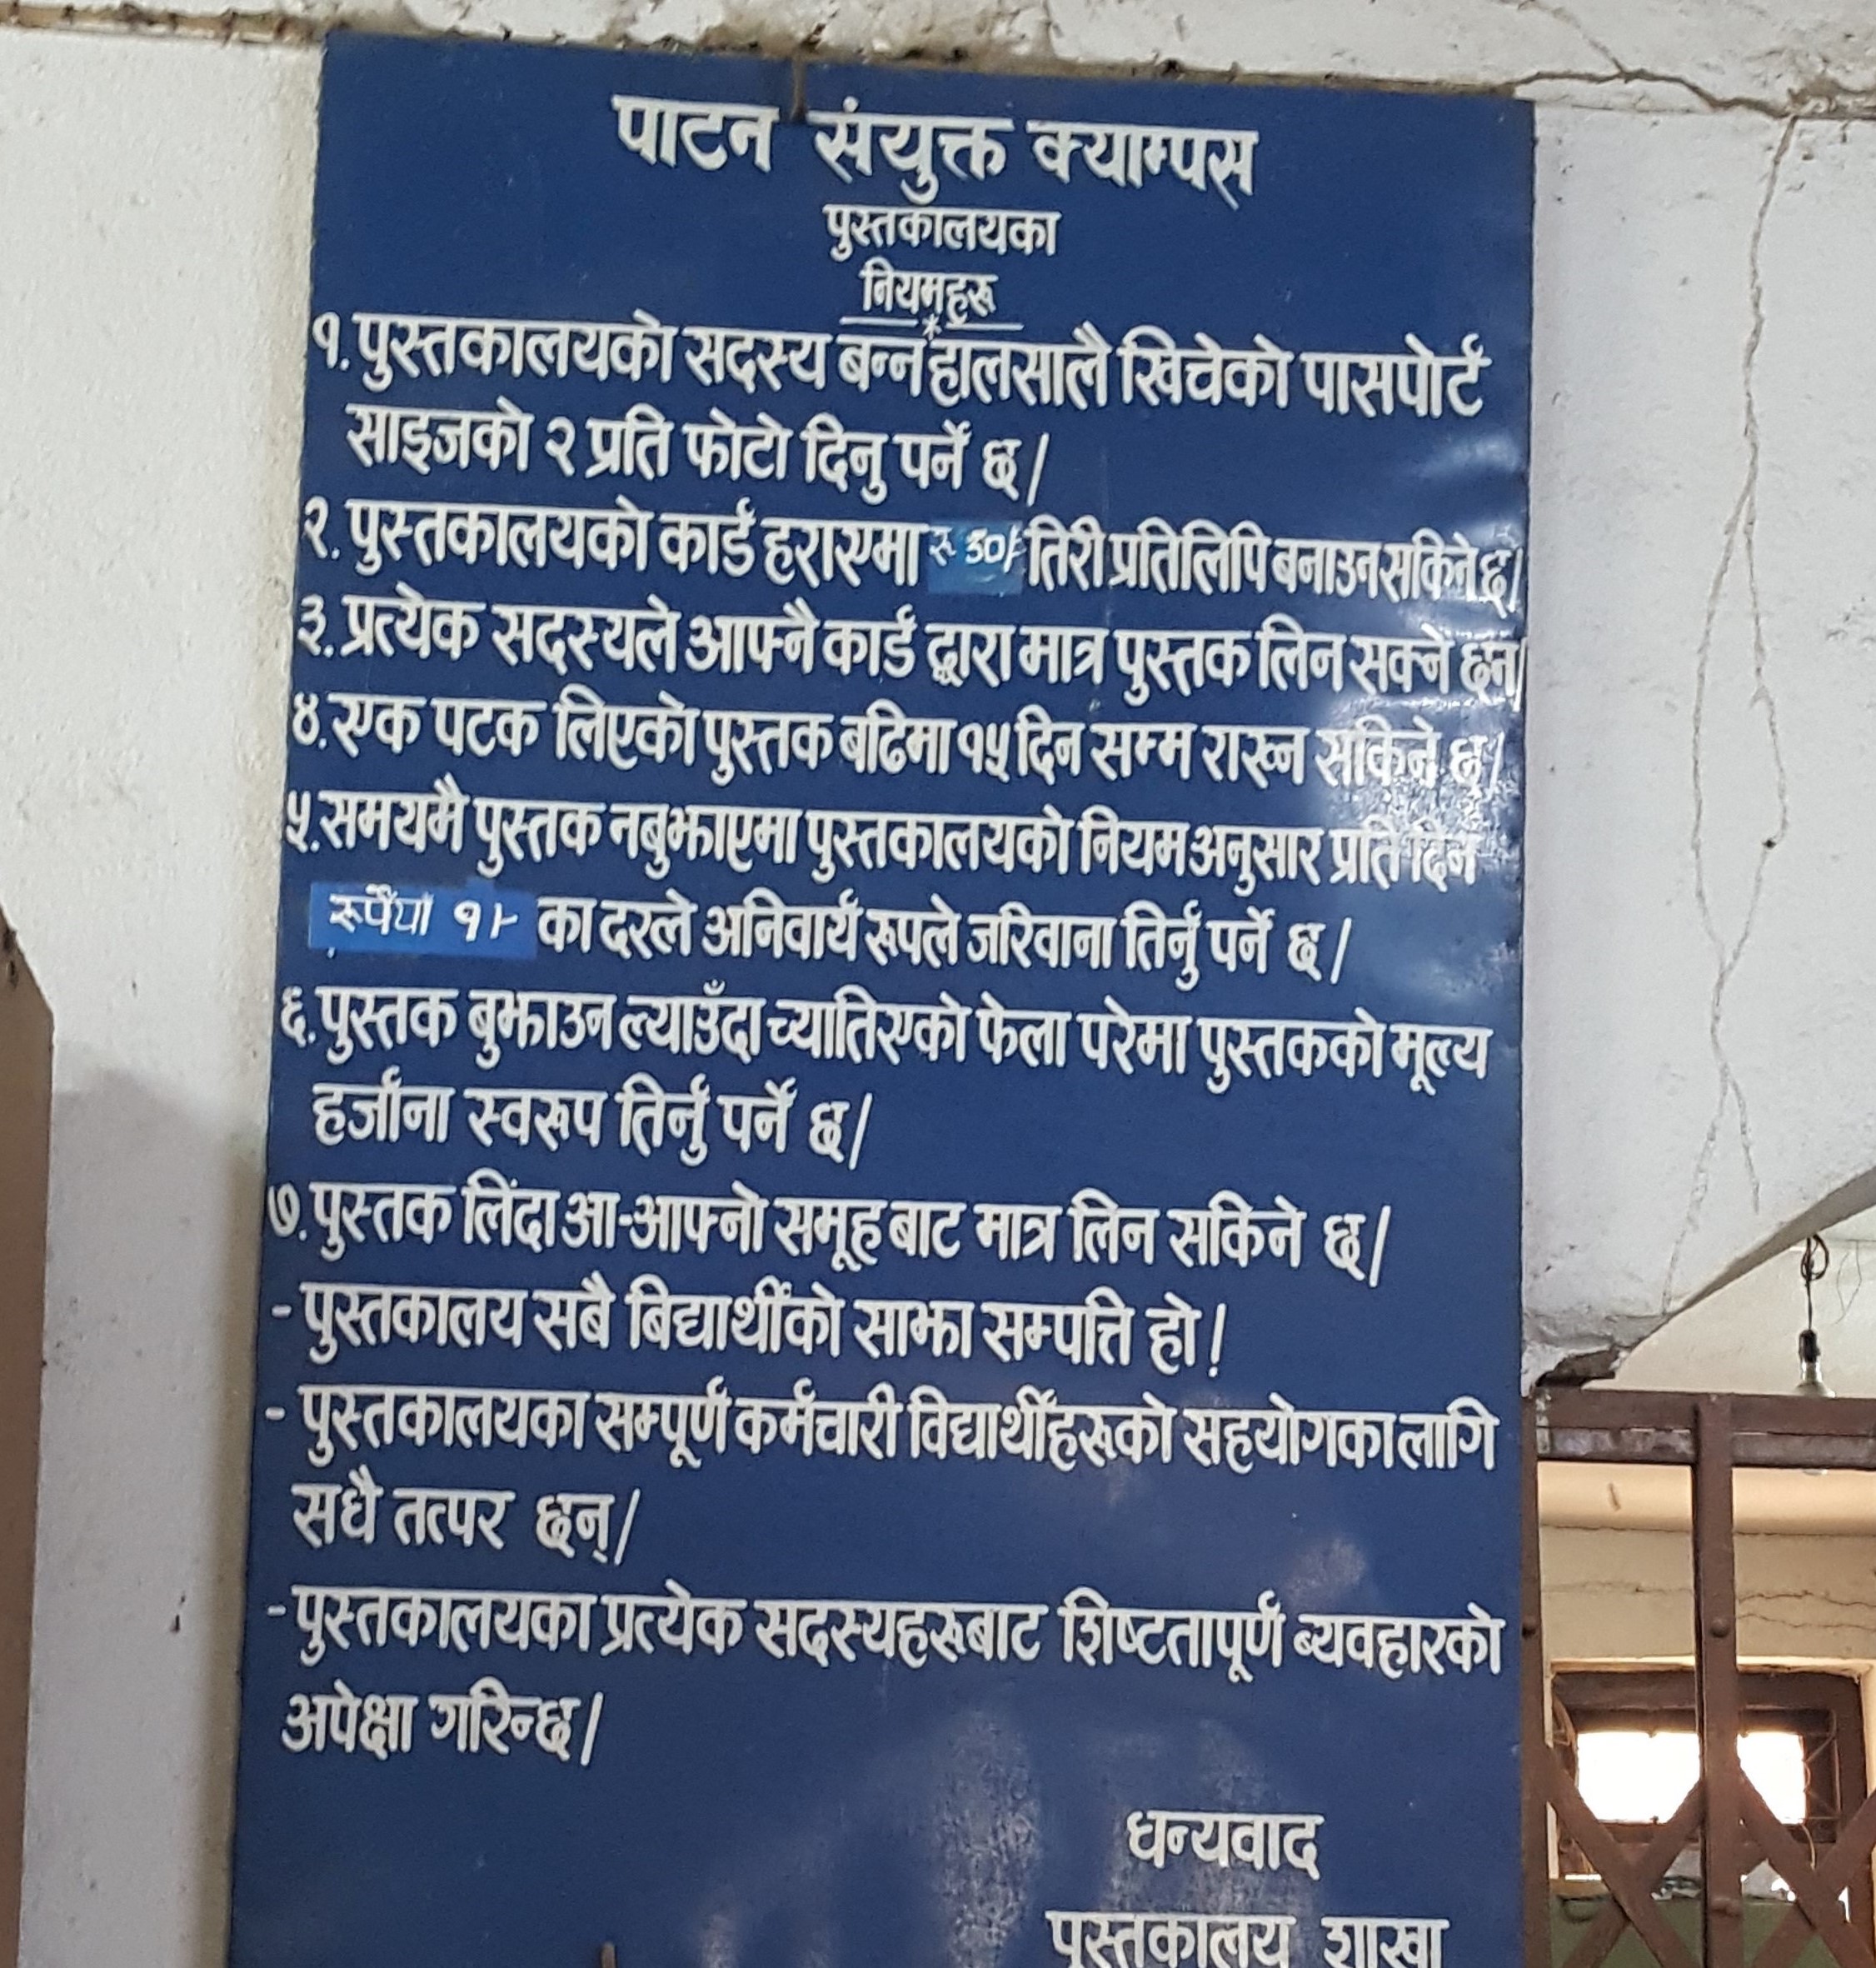 पाटन संयुक्त क्याम्पस
पुस्तकालयका
नियमहरू
*
१. पुस्तकालयको सदस्य बन्न हालसालै खिचेको पासपोर्ट
साइजको २ प्रति फोटो दिनु पर्ने छ/
२. पुस्तकालयको कार्ड हराएमा रु ५०/- तिरी प्रतिलिपि बनाउन सकिने छ/
३. प्रत्येक सदस्यले आफ्नै कार्ड द्वारा मात्र पुस्तक लिन सक्ने छन/
४. एक पटक लिएको पुस्तक बढिमा १५ दिन सम्म राख्न सकिने छ/
५. समयमै पुस्तक नबुझाएमा पुस्तकालयको नियम अनुसार प्रति दिन
रूपैयाँ १/- का दरले अनिवार्य रूपले जरिवाना तिर्नु पर्ने छ/
६. पुस्तक बुझाउन ल्याउँदा च्यातिएको फेला परेमा पुस्तकको मूल्य
हर्जाना स्वरूप तिर्नु पर्ने छ/
७. पुस्तक लिंदा आ-आफ्नो समूह बाट मात्र लिन सकिने छ/
- पुस्तकालय सबै बिद्यार्थीको साझा सम्पत्ति हो!
- पुस्तकालयका सम्पूर्ण कर्मचारी विद्यार्थीहरूको सहयोगका लागि
सधै तत्पर छन्/
- पुस्तकालयका प्रत्येक सदस्यहरूबाट शिष्टतापूर्ण ब्यवहारको
अपेक्षा गरिन्छ/
धन्यवाद
पुस्तकालय शाखा